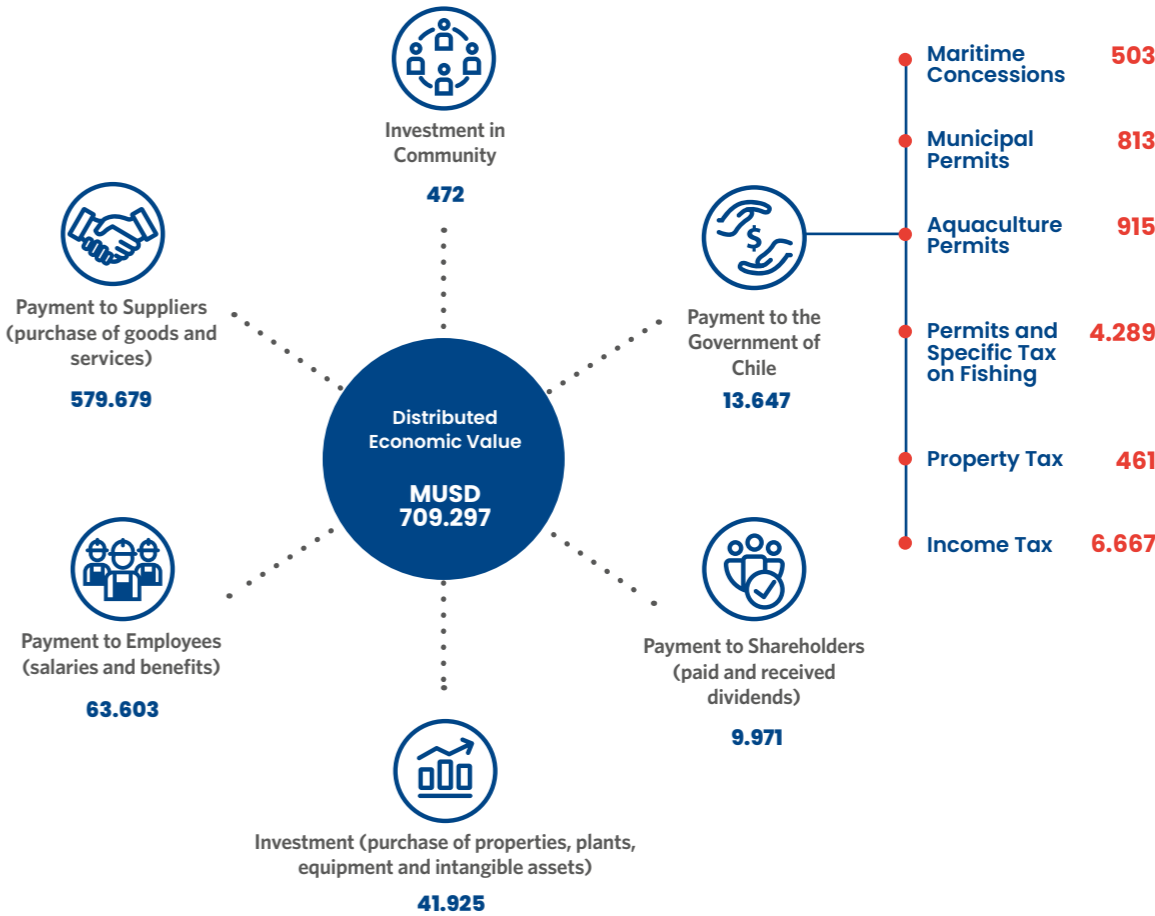 Investment in
Community
472
Payment to Suppliers
(purchase of goods and
services)
579.679
Payment to the
Government of
Chile
13.647
Maritime
Concessions
503
Municipal
Permits
813
Aquaculture
Permits
915
Permits and
Specific Tax
on Fishing
4.289
Property Tax
461
Income Tax
6.667
Distributed
Economic Value
MUSD
709.297
Payment to Employees
(salaries and benefits)
63.603
Payment to Shareholders
(paid and received
dividends)
9.971
Investment (purchase of properties, plants,
equipment and intangible assets)
41.925
$